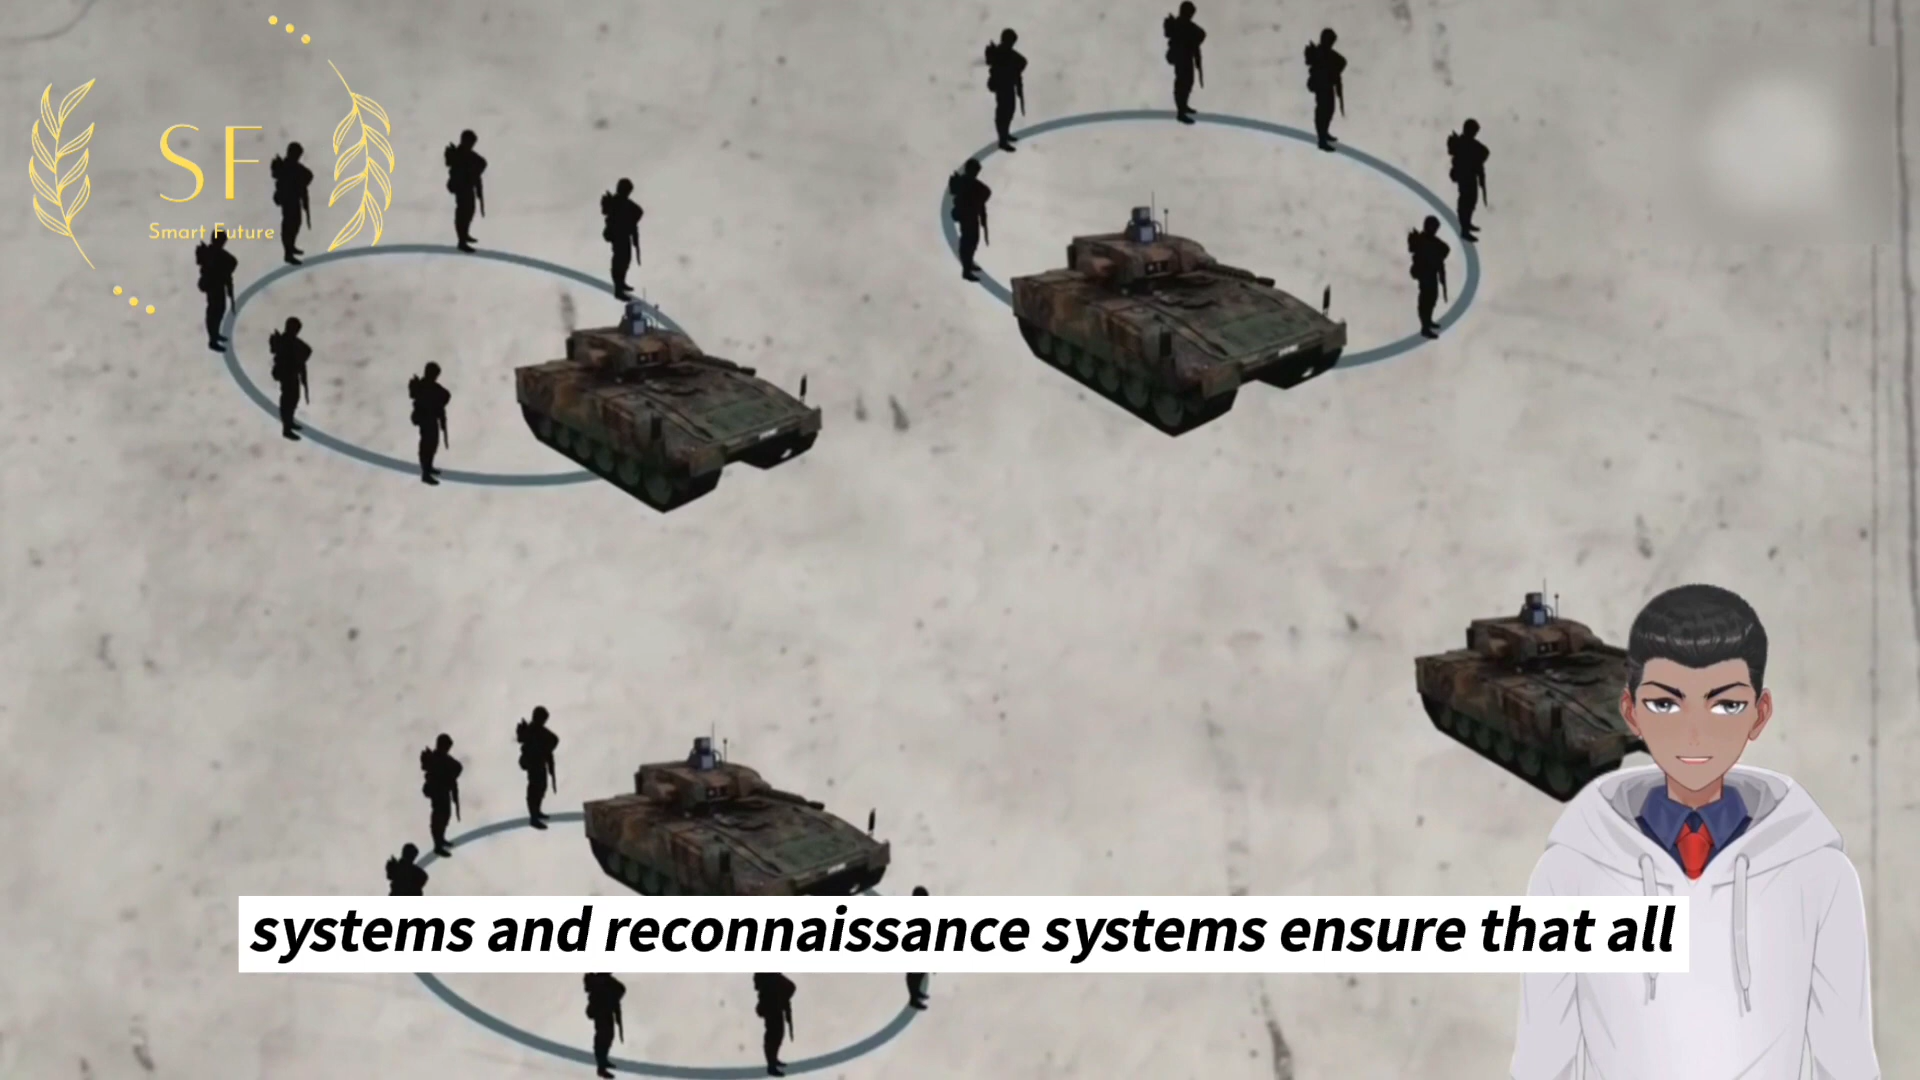 SF
Smart Future
systems and reconnaissance systems ensure that all